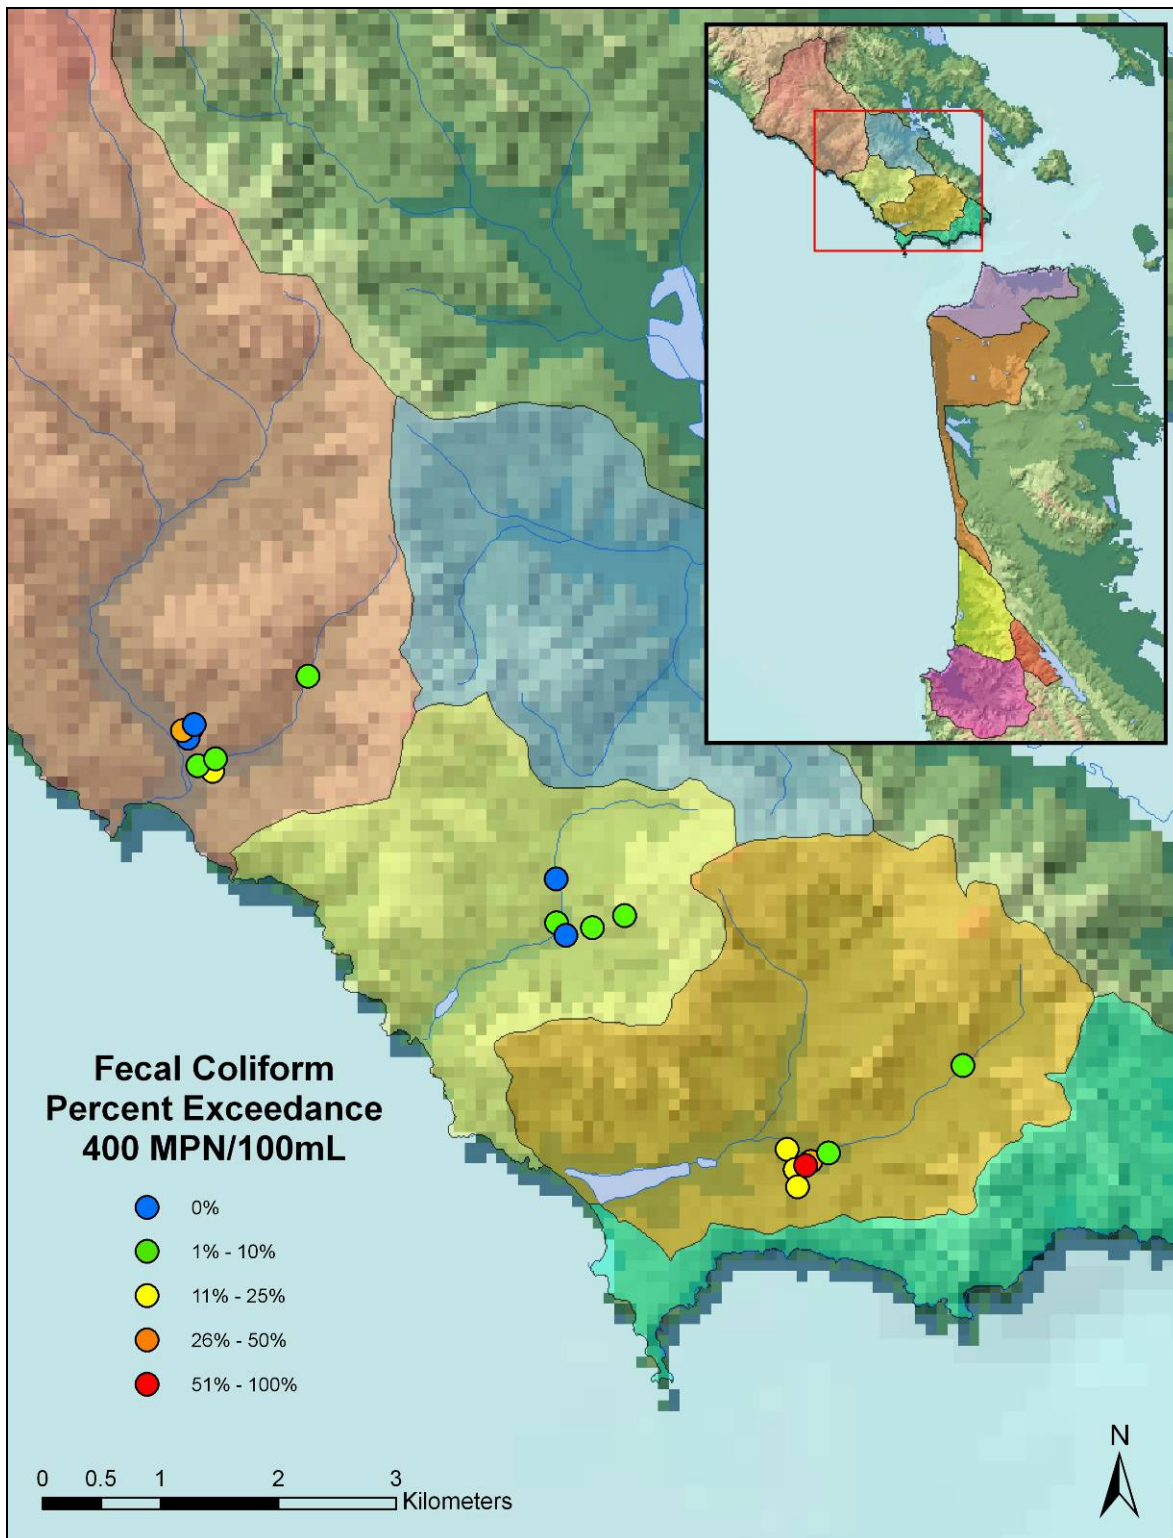 Fecal Coliform
Percent Exceedance
400 MPN/100mL
0%
1% - 10%
11% - 25%
26% - 50%
51% - 100%
0 0.5 1 2 3
Kilometers
N